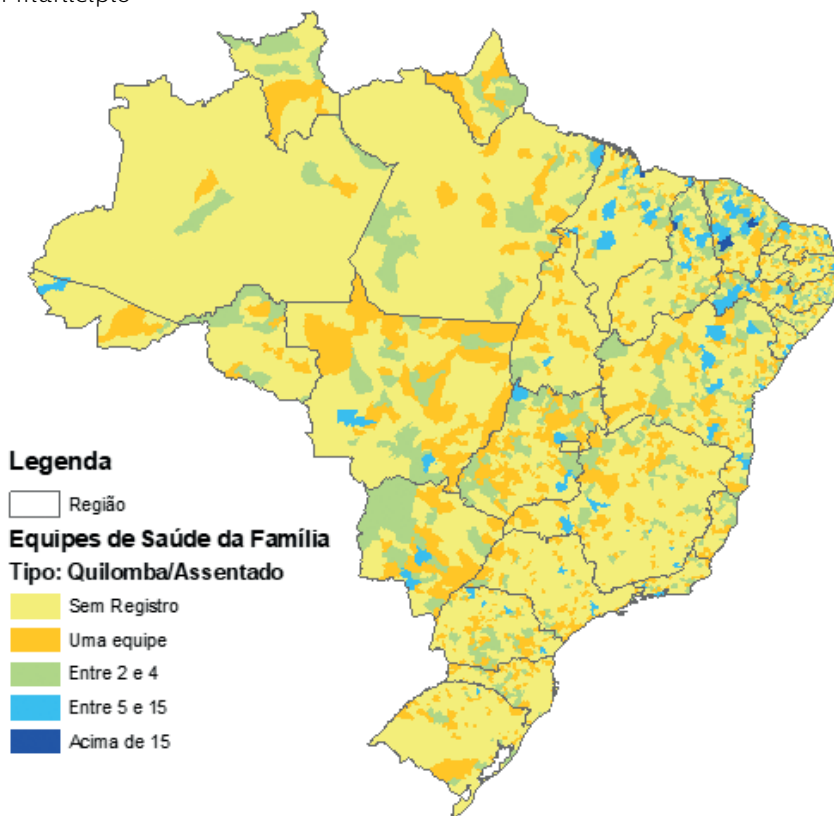 município
Legenda
Região
Equipes de Saúde da Família
Tipo: Quilomba/Assentado
Sem Registro
Uma equipe
Entre 2 e 4
Entre 5 e 15
Acima de 15